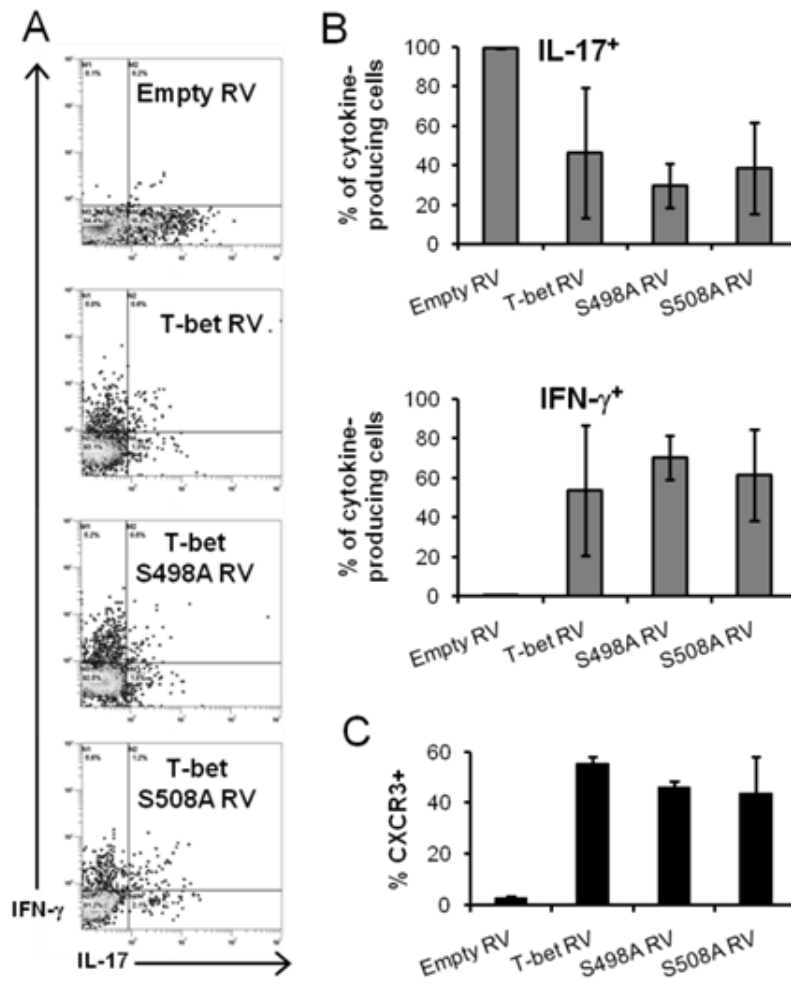 A
Empty RV
T-bet RV
T-bet
S498A RV
T-bet
S508A RV
IFN-γ
IL-17
B
IL-17+
% of cytokine-
producing cells
100
80
60
40
20
0
Empty RV
T-bet RV
S498A RV
S508A RV
IFN-γ+
% of cytokine-
producing cells
100
80
60
40
20
0
Empty RV
T-bet RV
S498A RV
S508A RV
C
% CXCR3+
60
40
20
0
Empty RV
T-bet RV
S498A RV
S508A RV